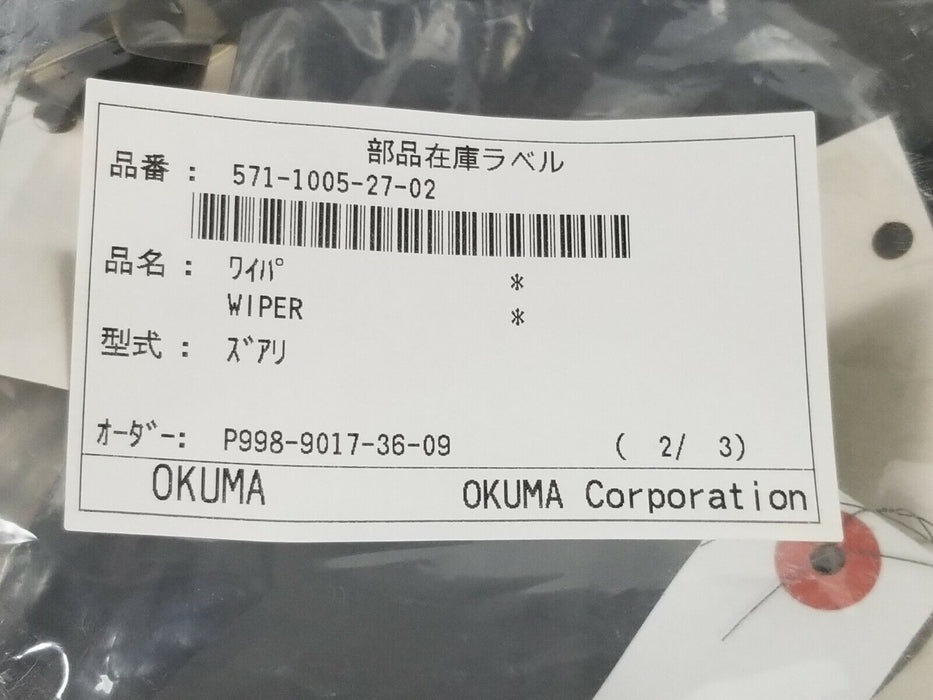 部品在庫ラベル
品番 : 571-1005-27-02
品名 : ﾜｲﾊﾟ *
WIPER *
型式 : ｽﾞｱﾘ
ｵｰﾀﾞｰ: P998-9017-36-09 ( 2/ 3)
OKUMA OKUMA Corporation